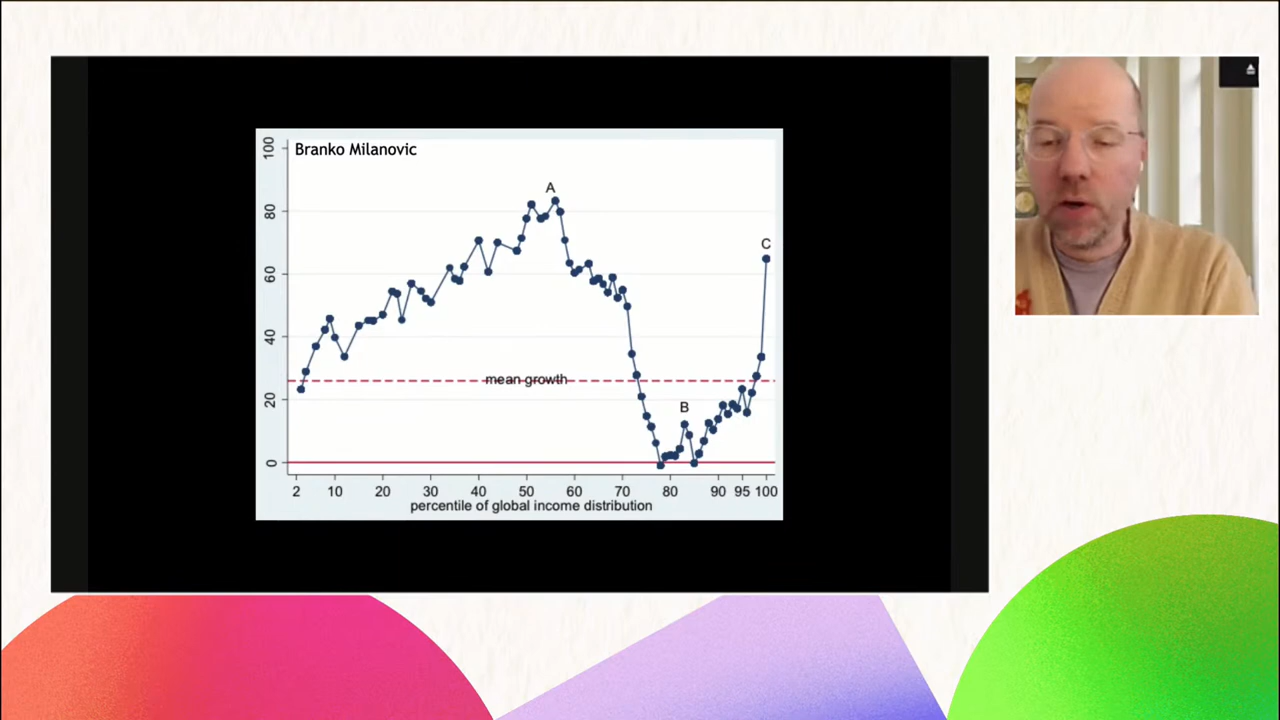 Branko Milanovic
100
80
60
40
20
0
A
B
C
mean growth
2 10 20 30 40 50 60 70 80 90 95 100
percentile of global income distribution